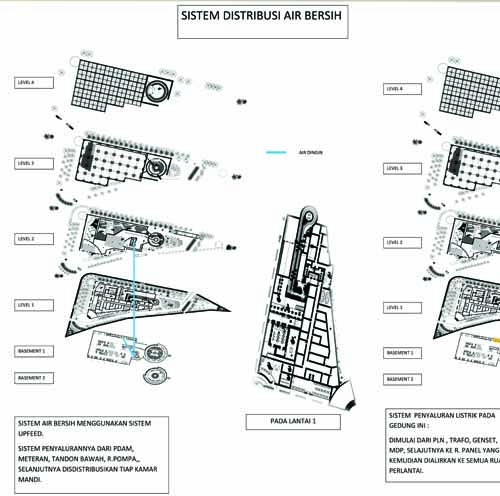 SISTEM DISTRIBUSI AIR BERSIH
LEVEL 4
LEVEL 3
LEVEL 2
LEVEL 1
BASEMENT 1
BASEMENT 2
AIR DINGIN
PADA LANTAI 1
SISTEM AIR BERSIH MENGGUNAKAN SISTEM
UPFEED.
SISTEM PENYALURANNYA DARI PDAM,
METERAN, TANDON BAWAH, R.POMPA,,
SELANJUTNYA DISDISTRIBUSIKAN TIAP KAMAR
MANDI.
LEVEL 4
LEVEL 3
LEVEL 2
LEVEL 1
BASEMENT 1
BASEMENT 2
SISTEM PENYALURAN LISTRIK PADA
GEDUNG INI :
DIMULAI DARI PLN , TRAFO, GENSET,
MDP, SELAJUTNYA KE R. PANEL YANG
KEMUDIAN DIALIRKAN KE SEMUA RUA
PERLANTAI.